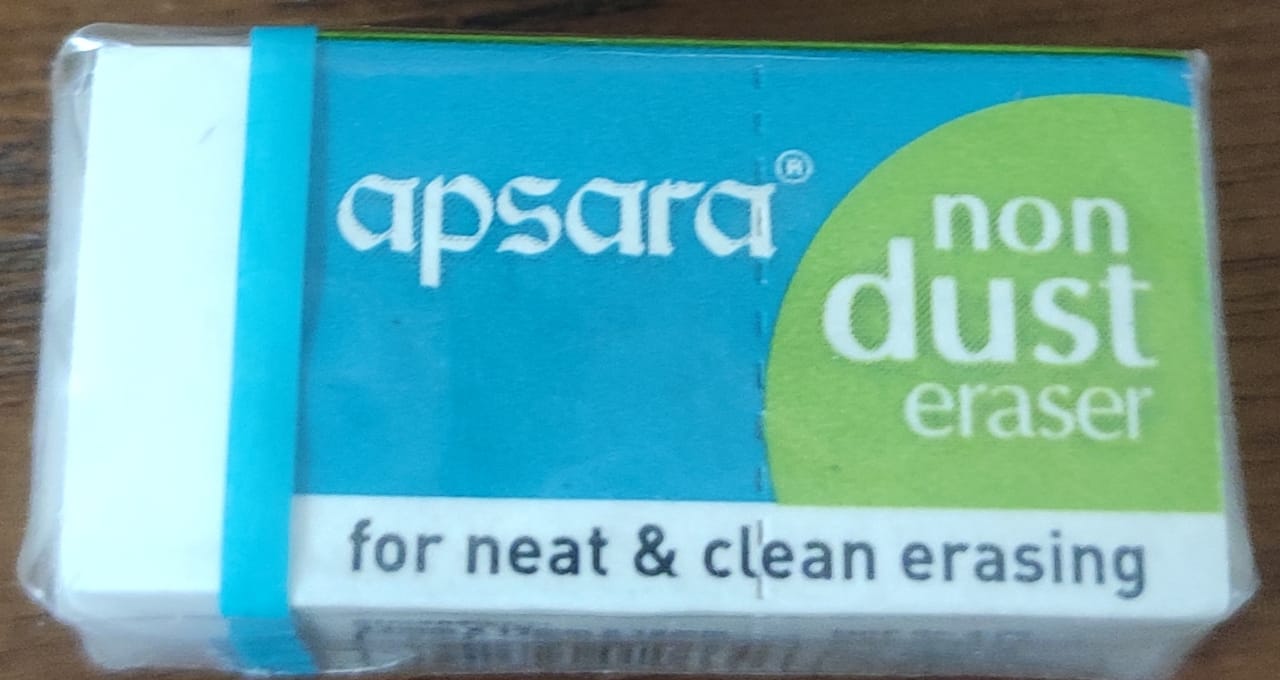 apsara®
non
dust
eraser
for neat & clean erasing